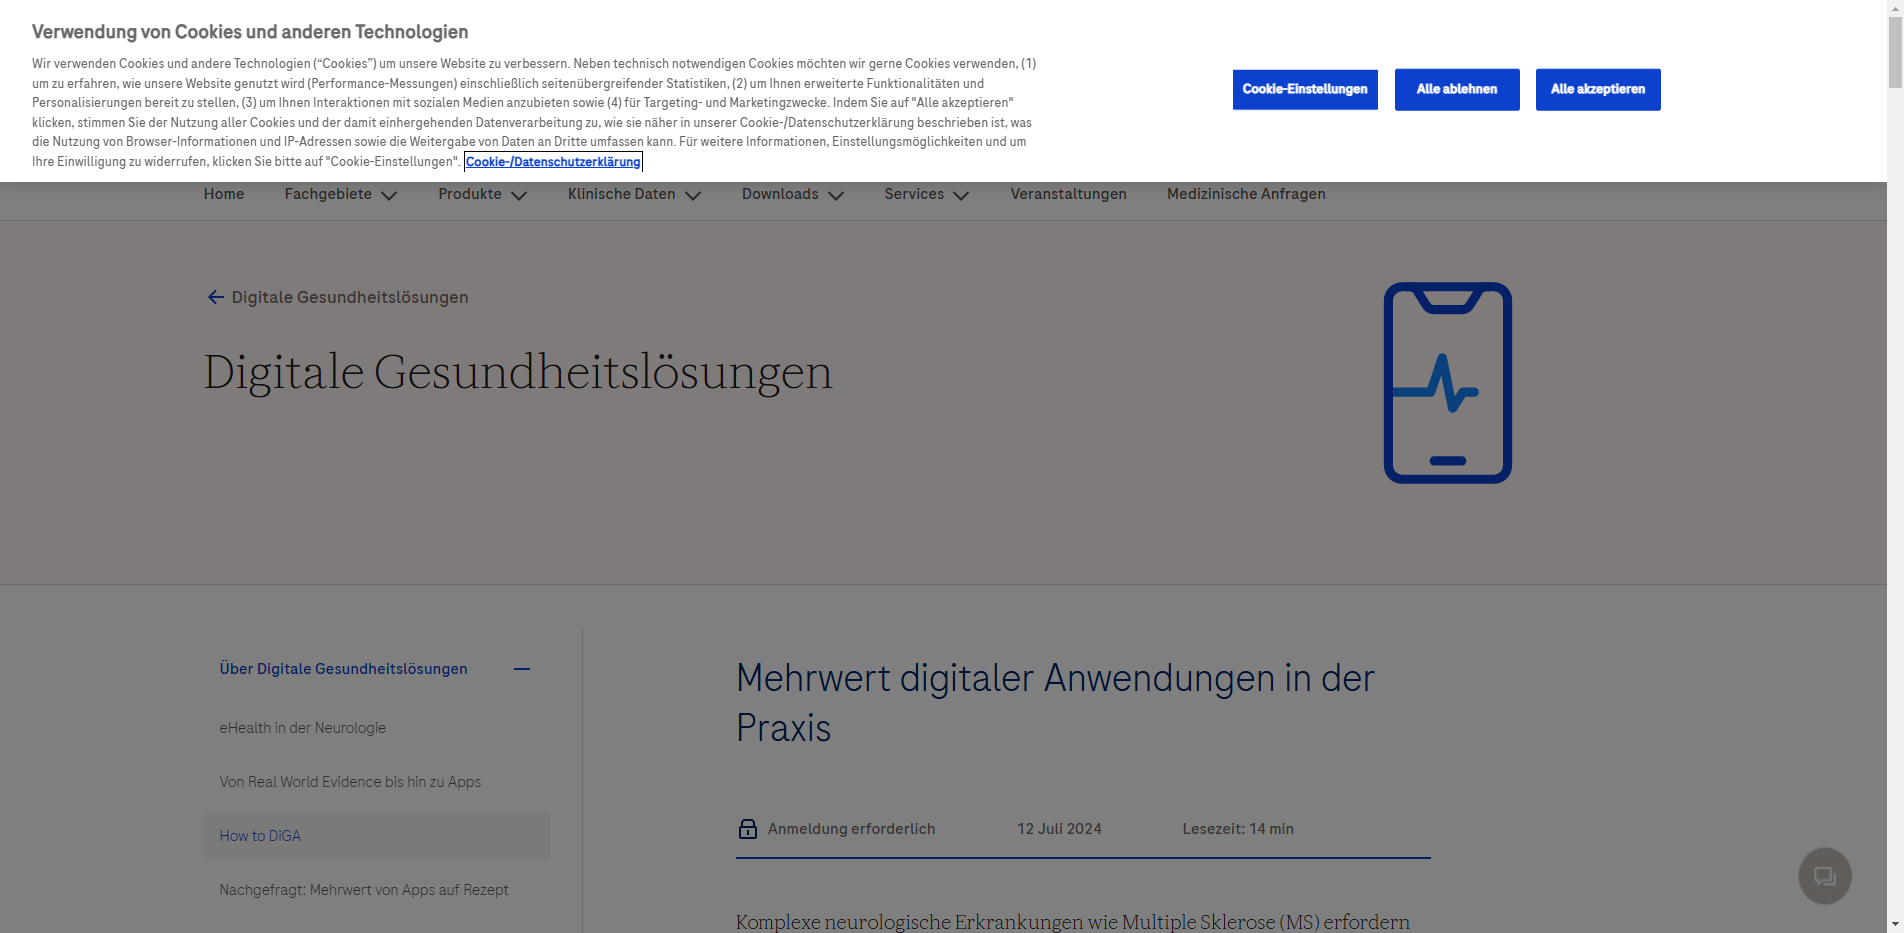 Verwendung von Cookies und anderen Technologien
Wir verwenden Cookies und andere Technologien (“Cookies”) um unsere Website zu verbessern. Neben technisch notwendigen Cookies möchten wir gerne Cookies verwenden, (1)
um zu erfahren, wie unsere Website genutzt wird (Performance-Messungen) einschließlich seitenübergreifender Statistiken, (2) um Ihnen erweiterte Funktionalitäten und
Personalisierungen bereit zu stellen, (3) um Ihnen Interaktionen mit sozialen Medien anzubieten sowie (4) für Targeting- und Marketingzwecke. Indem Sie auf "Alle akzeptieren"
klicken, stimmen Sie der Nutzung aller Cookies und der damit einhergehenden Datenverarbeitung zu, wie sie näher in unserer Cookie-/Datenschutzerklärung beschrieben ist, was
die Nutzung von Browser-Informationen und IP-Adressen sowie die Weitergabe von Daten an Dritte umfassen kann. Für weitere Informationen, Einstellungsmöglichkeiten und um
Ihre Einwilligung zu widerrufen, klicken Sie bitte auf "Cookie-Einstellungen". Cookie-/Datenschutzerklärung
Cookie-Einstellungen Alle ablehnen Alle akzeptieren
Home Fachgebiete Produkte Klinische Daten Downloads Services Veranstaltungen Medizinische Anfragen
Digitale Gesundheitslösungen
Digitale Gesundheitslösungen
Über Digitale Gesundheitslösungen
eHealth in der Neurologie
Von Real World Evidence bis hin zu Apps
How to DiGA
Nachgefragt: Mehrwert von Apps auf Rezept
Mehrwert digitaler Anwendungen in der
Praxis
Anmeldung erforderlich 12 Juli 2024 Lesezeit: 14 min
Komplexe neurologische Erkrankungen wie Multiple Sklerose (MS) erfordern